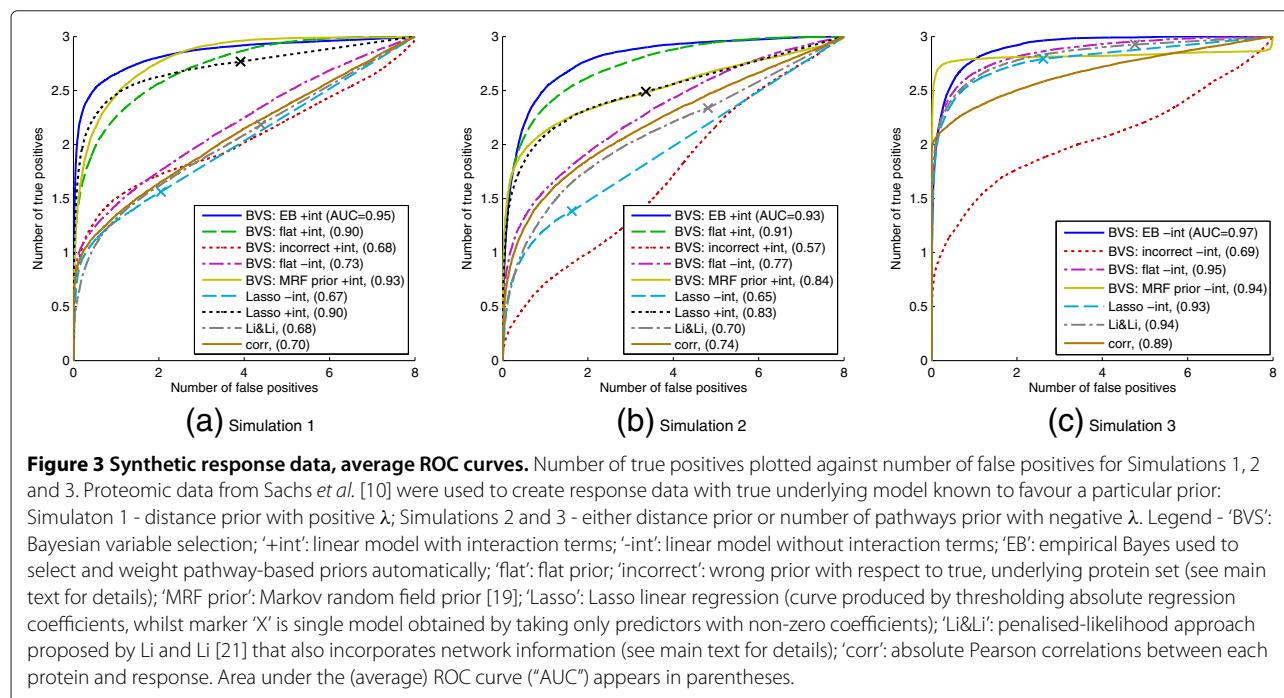 3
2.5
2
1.5
1
0.5
0
Number of true positives
0 2 4 6 8
Number of false positives
BVS: EB +int (AUC=0.95)
BVS: flat +int, (0.90)
BVS: incorrect +int, (0.68)
BVS: flat −int, (0.73)
BVS: MRF prior +int, (0.93)
Lasso −int, (0.67)
Lasso +int, (0.90)
Li&Li, (0.68)
corr, (0.70)
(a) Simulation 1
3
2.5
2
1.5
1
0.5
0
Number of true positives
0 2 4 6 8
Number of false positives
BVS: EB +int (AUC=0.93)
BVS: flat +int, (0.91)
BVS: incorrect +int, (0.57)
BVS: flat −int, (0.77)
BVS: MRF prior +int, (0.84)
Lasso −int, (0.65)
Lasso +int, (0.83)
Li&Li, (0.70)
corr, (0.74)
(b) Simulation 2
3
2.5
2
1.5
1
0.5
0
Number of true positives
0 2 4 6 8
Number of false positives
BVS: EB −int (AUC=0.97)
BVS: incorrect −int, (0.69)
BVS: flat −int, (0.95)
BVS: MRF prior −int, (0.94)
Lasso −int, (0.93)
Li&Li, (0.94)
corr, (0.89)
(c) Simulation 3
Figure 3 Synthetic response data, average ROC curves. Number of true positives plotted against number of false positives for Simulations 1, 2
and 3. Proteomic data from Sachs et al. [10] were used to create response data with true underlying model known to favour a particular prior:
Simulaton 1 - distance prior with positive λ; Simulations 2 and 3 - either distance prior or number of pathways prior with negative λ. Legend - ‘BVS’:
Bayesian variable selection; ‘+int’: linear model with interaction terms; ‘-int’: linear model without interaction terms; ‘EB’: empirical Bayes used to
select and weight pathway-based priors automatically; ‘flat’: flat prior; ‘incorrect’: wrong prior with respect to true, underlying protein set (see main
text for details); ‘MRF prior’: Markov random field prior [19]; ‘Lasso’: Lasso linear regression (curve produced by thresholding absolute regression
coefficients, whilst marker ‘X’ is single model obtained by taking only predictors with non-zero coefficients); ‘Li&Li’: penalised-likelihood approach
proposed by Li and Li [21] that also incorporates network information (see main text for details); ‘corr’: absolute Pearson correlations between each
protein and response. Area under the (average) ROC curve (“AUC”) appears in parentheses.